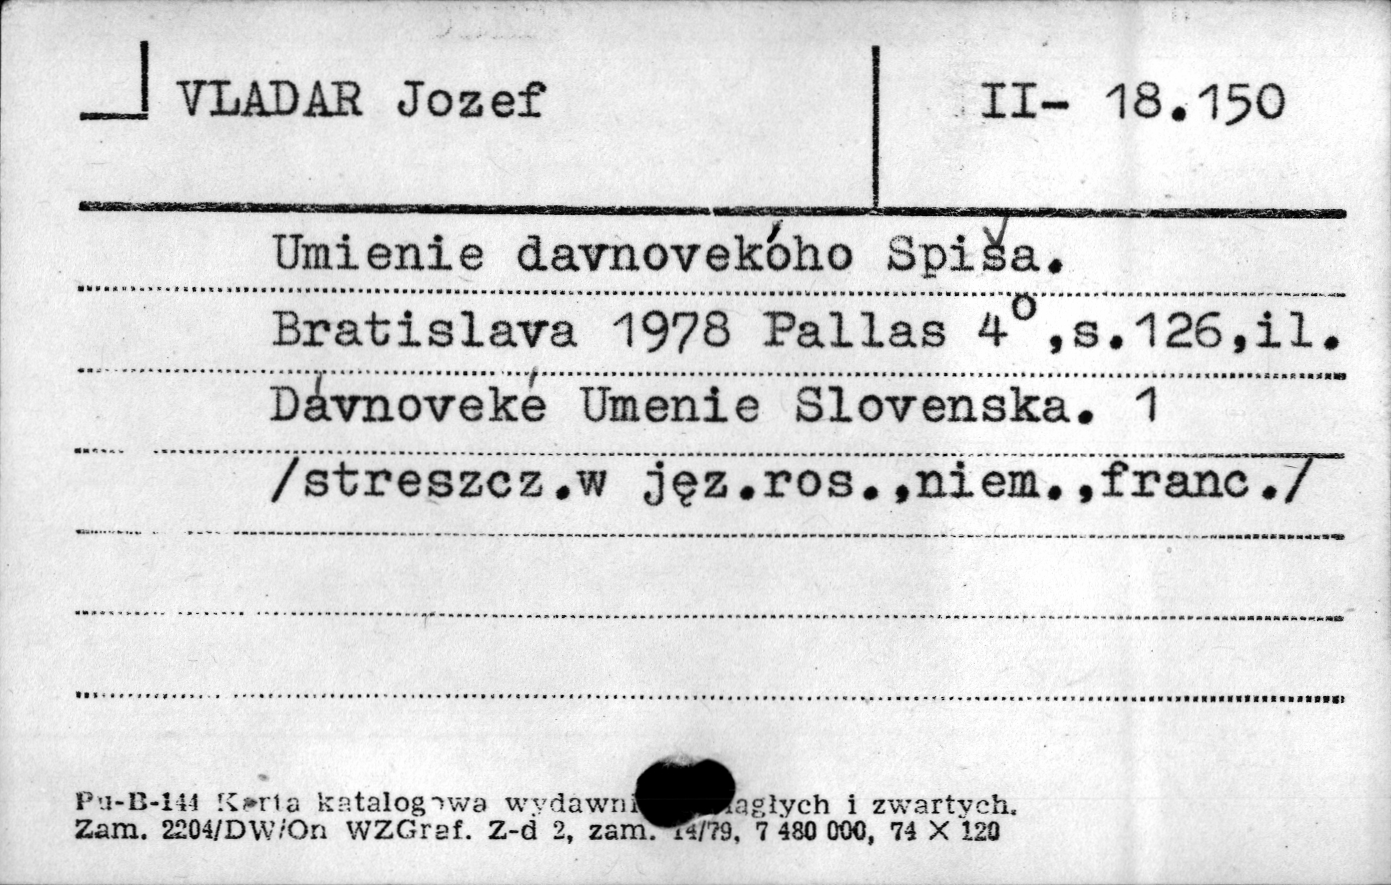 VLADAR Jozef
II- 18.150
Umienie davnovekóho Spiša.
Bratislava 1978 Pallas 4°,s.126,il.
Dávnoveké Umenie Slovenska. 1
/streszcz.w jęz.ros.,niem.,franc./
Pu-B-144 Karta katalogowa ciągłych i zwartych.
Zam. 2204/DW/On WZGraf. Z-d 2, zam. 14/79, 7 480 000, 74 X 120